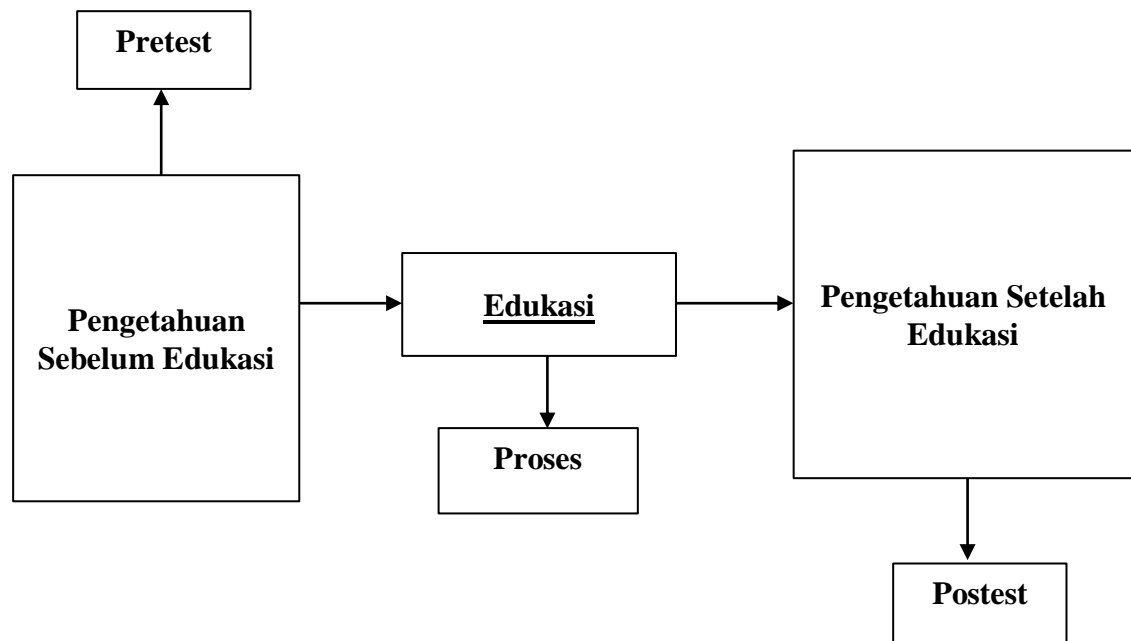 Pretest
Pengetahuan
Sebelum Edukasi
Edukasi
Proses
Pengetahuan Setelah
Edukasi
Postest